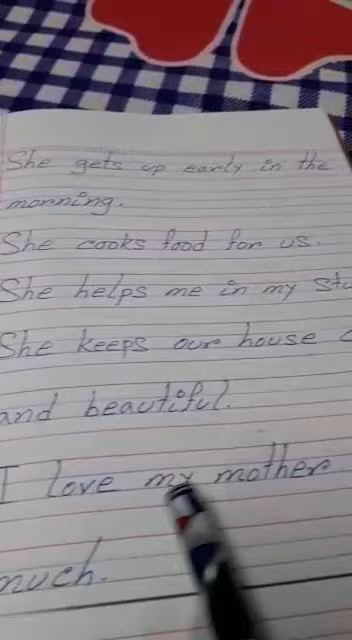 She gets up early in the
morning.
She cooks food for us.
She helps me in my
She keeps our house
and beautiful.
I love my mother
much.